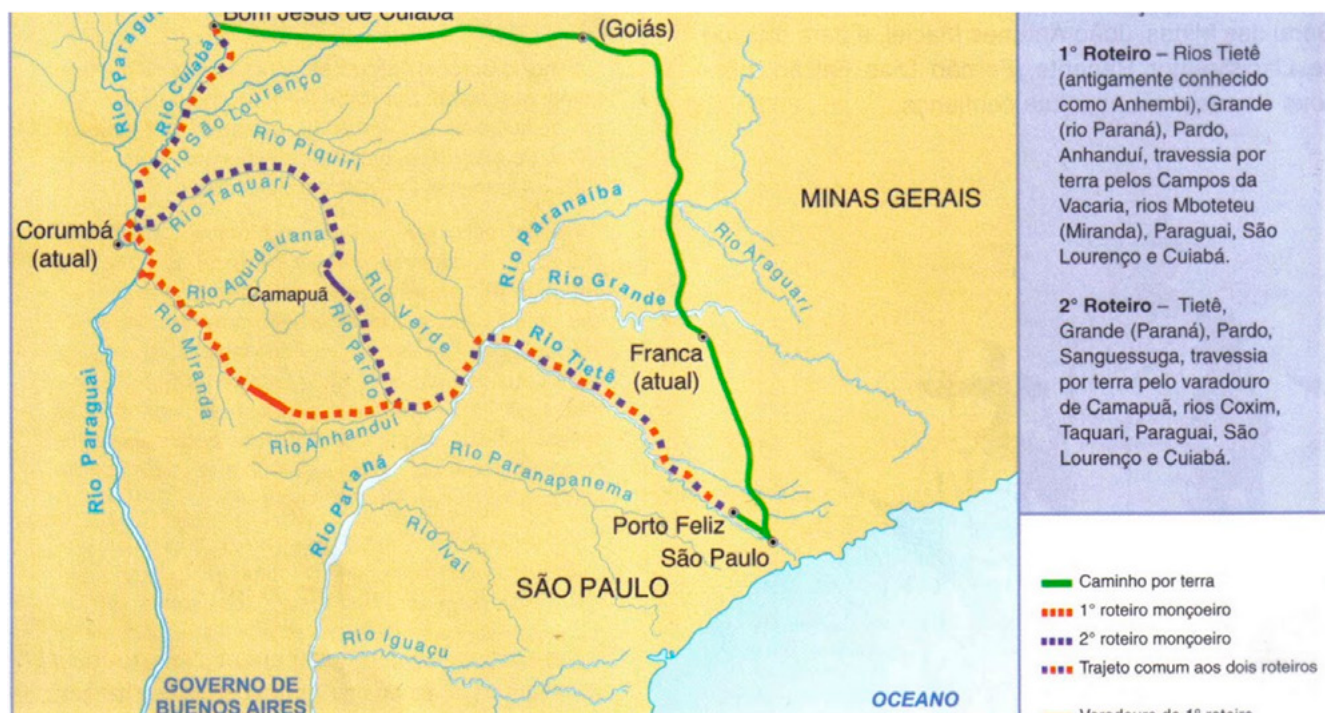 Bom Jesus de Cuiabá
(Goiás)
Rio Cuiabá
Rio São Lourenço
Rio Piquiri
Rio Taquari
Corumbá
(atual)
Rio Aquidauana
Camapuã
Rio Verde
Rio Pardo
Rio Miranda
Rio Paranaíba
MINAS GERAIS
Rio Araguari
Rio Grande
Rio Tietê
Franca
(atual)
Rio Paraguai
Rio Anhanduí
Rio Paraná
Rio Paranapanema
Porto Feliz
São Paulo
Rio Ivaí
SÃO PAULO
Rio Iguaçu
GOVERNO DE
BUENOS AIRES
OCEANO
1° Roteiro – Rios Tietê
(antigamente conhecido
como Anhembi), Grande
(rio Paraná), Pardo,
Anhanduí, travessia por
terra pelos Campos da
Vacaria, rios Mboteteu
(Miranda), Paraguai, São
Lourenço e Cuiabá.
2° Roteiro – Tietê,
Grande (Paraná), Pardo,
Sanguessuga, travessia
por terra pelo varadouro
de Camapuã, rios Coxim,
Taquari, Paraguai, São
Lourenço e Cuiabá.
Caminho por terra
1° roteiro monçoeiro
2° roteiro monçoeiro
Trajeto comum aos dois roteiros